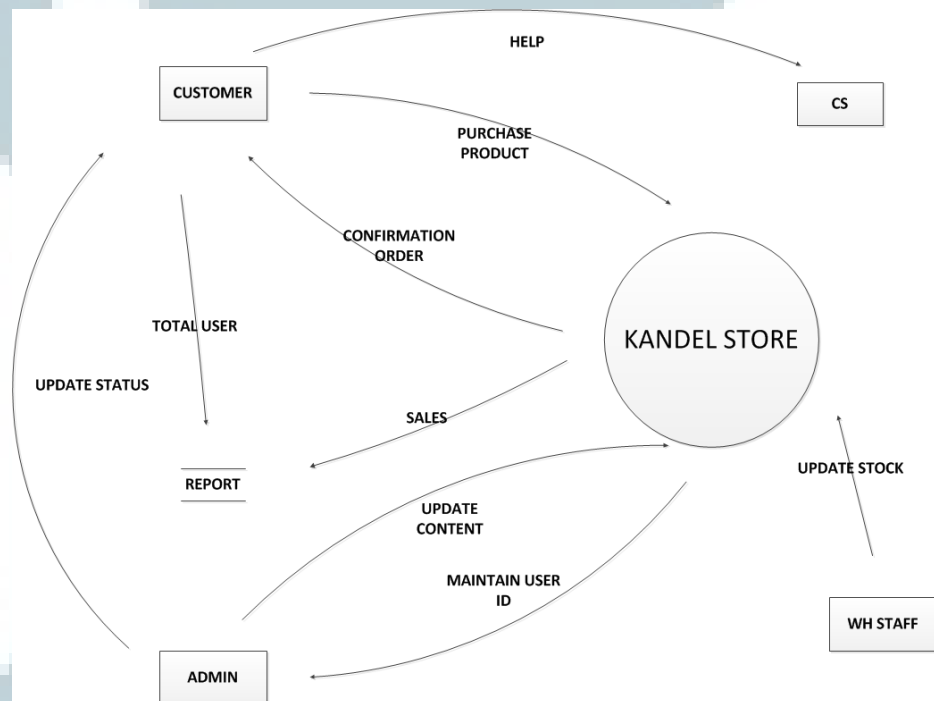 HELP
CUSTOMER
CS
PURCHASE
PRODUCT
CONFIRMATION
ORDER
TOTAL USER
KANDEL STORE
UPDATE STATUS
SALES
UPDATE STOCK
REPORT
UPDATE
CONTENT
MAINTAIN USER
ID
WH STAFF
ADMIN